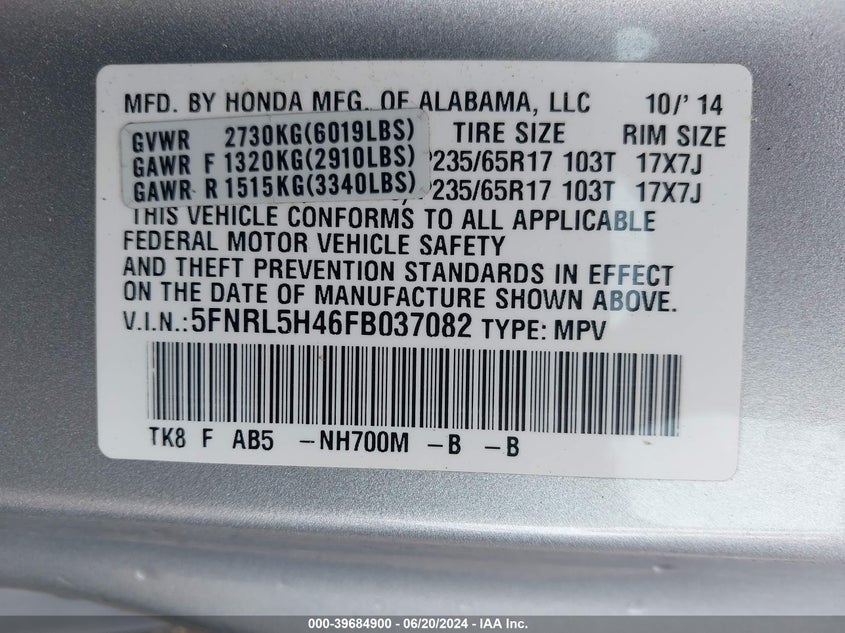 MFD. BY HONDA MFG. OF ALABAMA, LLC 10/'14
GVWR 2730KG(6019LBS) TIRE SIZE RIM SIZE
GAWR F 1320KG(2910LBS) P235/65R17 103T 17X7J
GAWR R 1515KG(3340LBS) P235/65R17 103T 17X7J
THIS VEHICLE CONFORMS TO ALL APPLICABLE
FEDERAL MOTOR VEHICLE SAFETY
AND THEFT PREVENTION STANDARDS IN EFFECT
ON THE DATE OF MANUFACTURE SHOWN ABOVE.
V.I.N.:5FNRL5H46FB037082 TYPE: MPV
TK8 F AB5 -NH700M -B -B
000-39684900 - 06/20/2024 - IAA Inc.